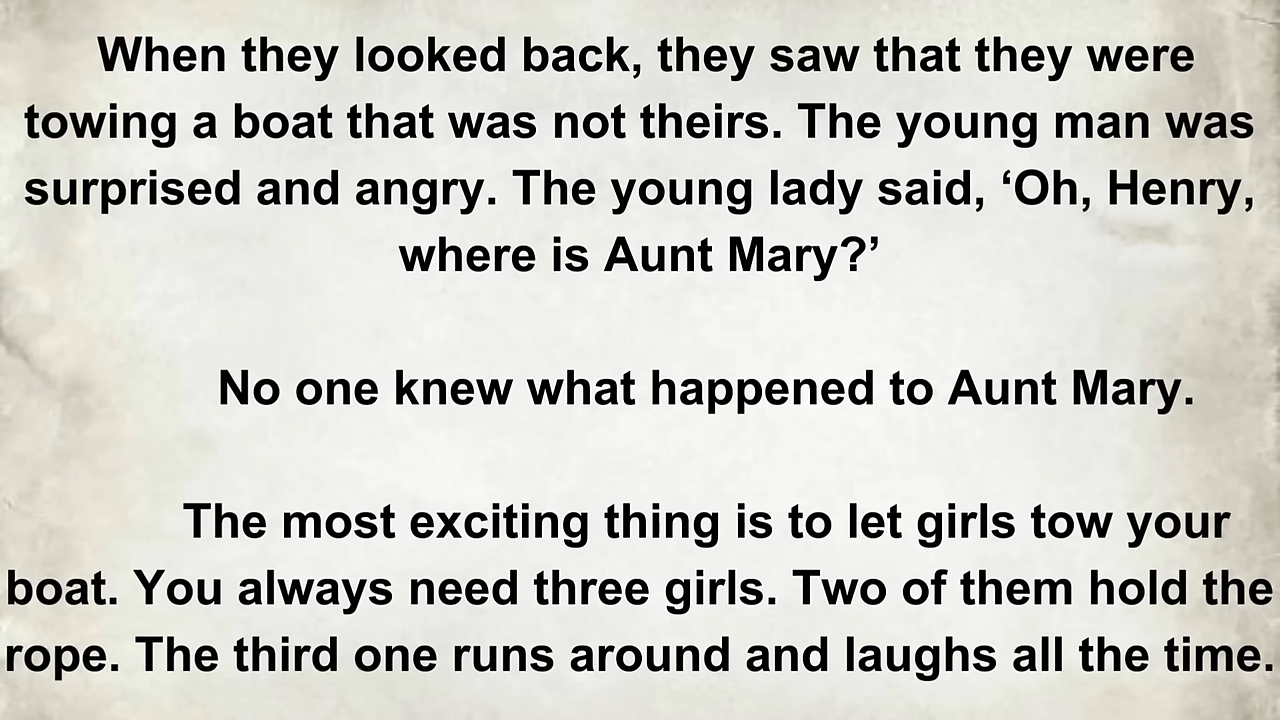 When they looked back, they saw that they were
towing a boat that was not theirs. The young man was
surprised and angry. The young lady said, ‘Oh, Henry,
where is Aunt Mary?’
No one knew what happened to Aunt Mary.
The most exciting thing is to let girls tow your
boat. You always need three girls. Two of them hold the
rope. The third one runs around and laughs all the time.